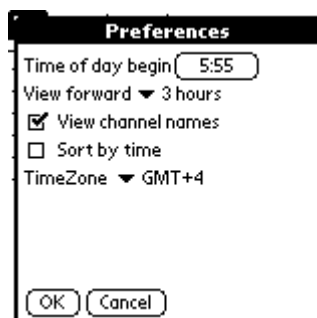 Preferences
Time of day begin 5:55
View forward 3 hours
View channel names
Sort by time
TimeZone GMT+4
OK Cancel